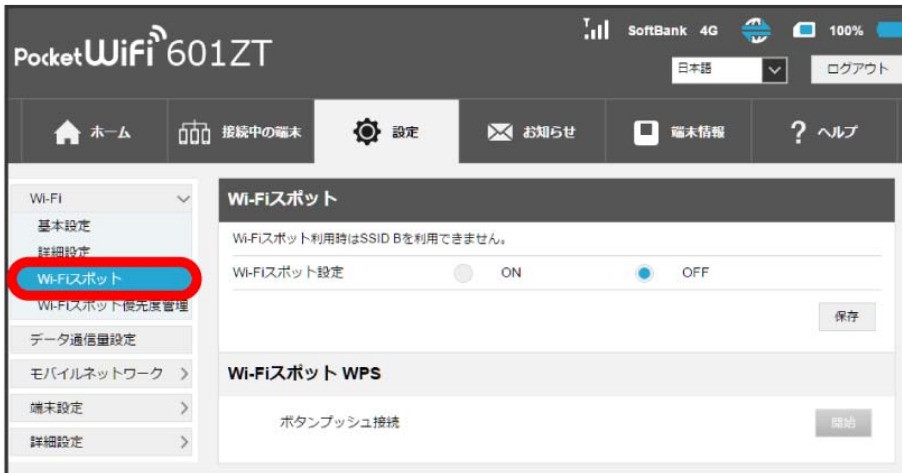 SoftBank 4G 100%
Pocket WiFi 601ZT
日本語 ログアウト
ホーム 接続中の端末 設定 お知らせ 端末情報 ? ヘルプ
Wi-Fi
基本設定
詳細設定
Wi-Fiスポット
Wi-Fiスポット優先度管理
データ通信量設定
モバイルネットワーク
端末設定
詳細設定
Wi-Fiスポット
Wi-Fiスポット利用時はSSID Bを利用できません。
Wi-Fiスポット設定 ON OFF
保存
Wi-Fiスポット WPS
ボタンプッシュ接続 開始